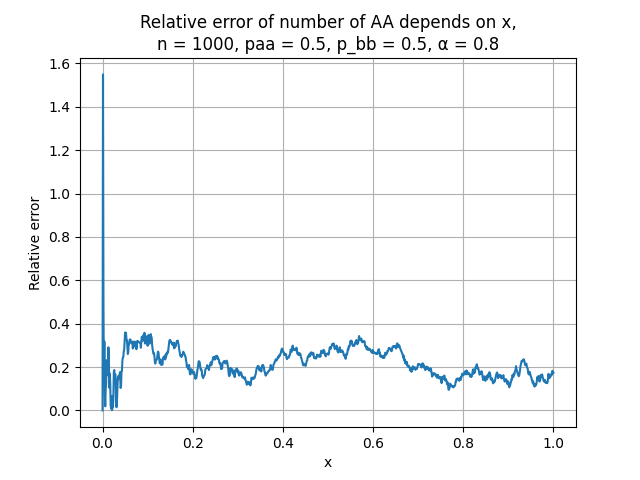 Relative error of number of AA depends on x,
n = 1000, paa = 0.5, p_bb = 0.5, α = 0.8
1.6
1.4
1.2
1.0
0.8
0.6
0.4
0.2
0.0
Relative error
0.0 0.2 0.4 0.6 0.8 1.0
x